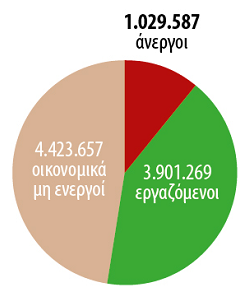 1.029.587
άνεργοι
4.423.657
οικονομικά
μη ενεργοί
3.901.269
εργαζόμενοι